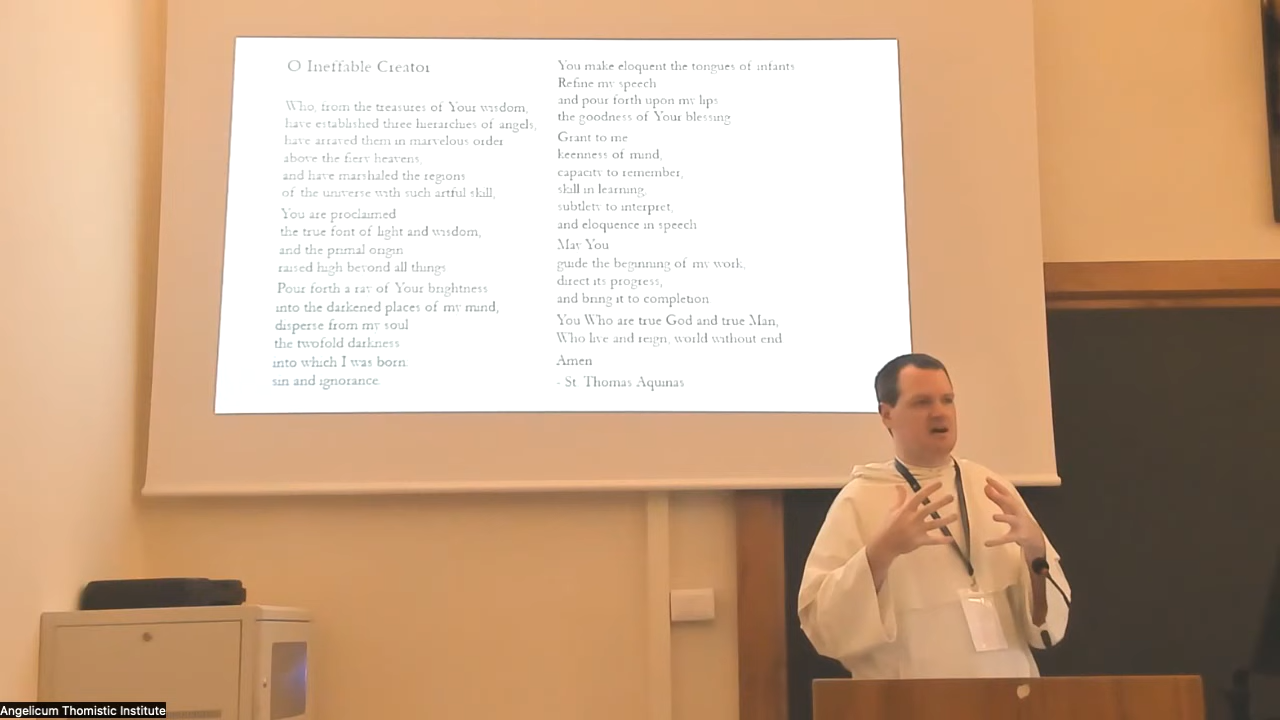 O Ineffable Creator
Who, from the treasures of Your wisdom,
have established three hierarchies of angels,
have arrayed them in marvelous order
above the fiery heavens,
and have marshaled the regions
of the universe with such artful skill,
You are proclaimed
the true font of light and wisdom,
and the primal origin
raised high beyond all things
Pour forth a ray of Your brightness
into the darkened places of my mind,
disperse from my soul
the twofold darkness
into which I was born
sin and ignorance
You make eloquent the tongues of infants
Refine my speech
and pour forth upon my lips
the goodness of Your blessing
Grant to me
keenness of mind,
capacity to remember,
skill in learning,
subtlety to interpret,
and eloquence in speech
May You
guide the beginning of my work,
direct its progress,
and bring it to completion
You Who are true God and true Man,
Who live and reign, world without end
Amen
- St Thomas Aquinas
Angelicum Thomistic Institute